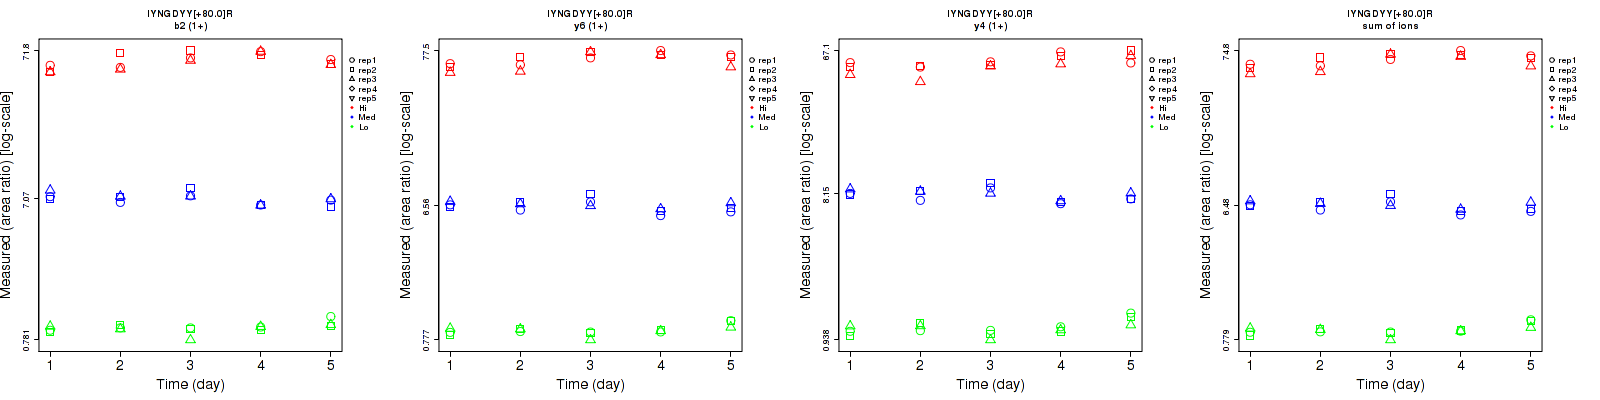 IYNGDYY[+80.0]R
b2 (1+)
Measured (area ratio) [log-scale]
71.8
7.07
0.781
1 2 3 4 5
Time (day)
rep1
rep2
rep3
rep4
rep5
Hi
Med
Lo
IYNGDYY[+80.0]R
y6 (1+)
Measured (area ratio) [log-scale]
77.5
6.56
0.777
1 2 3 4 5
Time (day)
rep1
rep2
rep3
rep4
rep5
Hi
Med
Lo
IYNGDYY[+80.0]R
y4 (1+)
Measured (area ratio) [log-scale]
67.1
8.15
0.938
1 2 3 4 5
Time (day)
rep1
rep2
rep3
rep4
rep5
Hi
Med
Lo
IYNGDYY[+80.0]R
sum of ions
Measured (area ratio) [log-scale]
74.8
6.48
0.779
1 2 3 4 5
Time (day)
rep1
rep2
rep3
rep4
rep5
Hi
Med
Lo